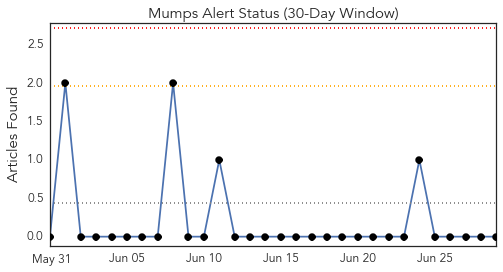 Mumps Alert Status (30-Day Window)
Articles Found
2.5
2.0
1.5
1.0
0.5
0.0
May 31
Jun 05
Jun 10
Jun 15
Jun 20
Jun 25